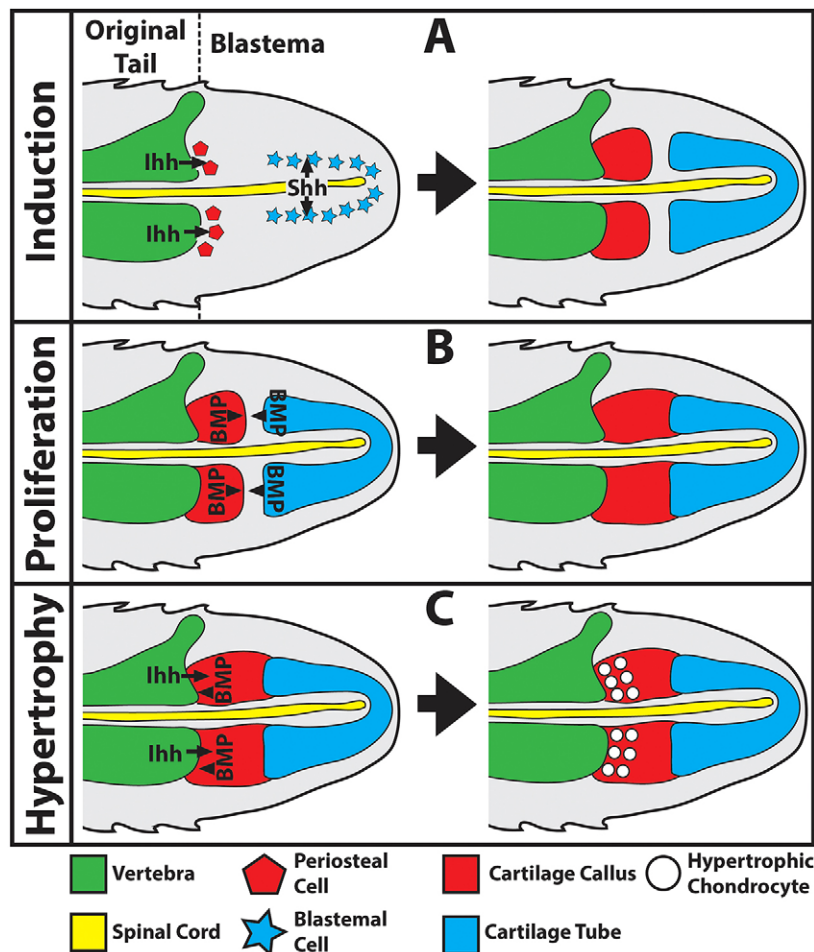 Original
Tail
Blastema
A
Induction
Ihh
Shh
Ihh
B
Proliferation
BMP
BMP
BMP
BMP
C
Hypertrophy
Ihh
BMP
Ihh
BMP
Vertebra
Periosteal
Cell
Cartilage Callus
Hypertrophic
Chondrocyte
Spinal Cord
Blastemal
Cell
Cartilage Tube